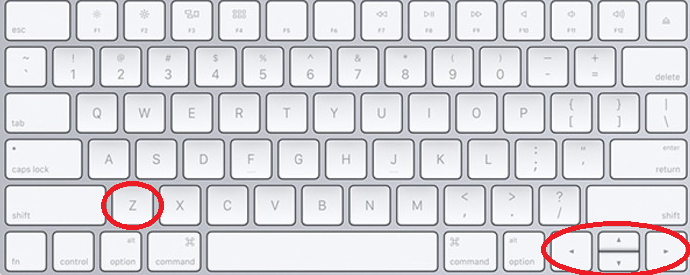 esc F1 F2 F3 F4 F5 F6 F7 F8 F9 F10 F11 F12
~ ! @ # $ % ^ & * ( ) — +
` 1 2 3 4 5 6 7 8 9 0 - = delete
tab Q W E R T Y U I O P { [ } ] | \
caps lock A S D F G H J K L : ; " ' enter return
shift Z X C V B N M < , > . ? / shift
fn control alt option ⌘ command ⌘ command alt option ◂ ▴ ▾ ▸